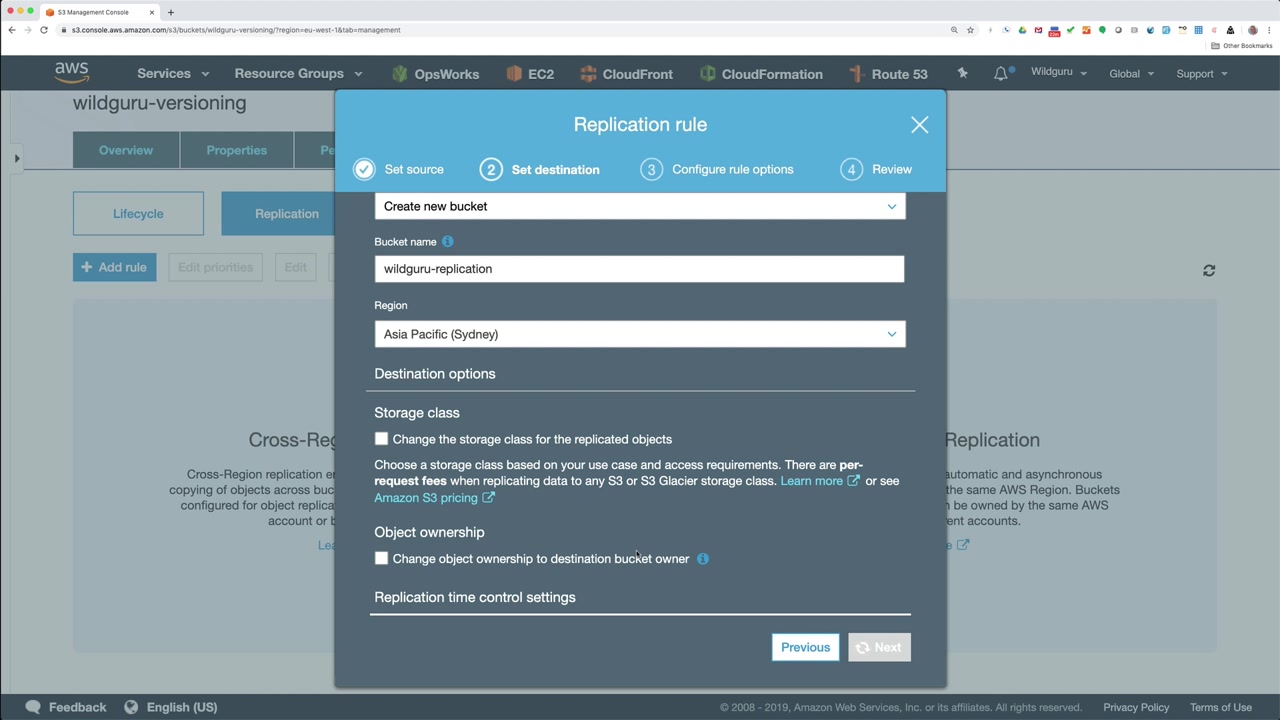 S3 Management Console
s3.console.aws.amazon.com/s3/buckets/wildguru-versioning/?region=eu-west-1&tab=management
Other Bookmarks
aws
Services
Resource Groups
OpsWorks
EC2
CloudFront
CloudFormation
Route 53
Wildguru
Global
Support
wildguru-versioning
Overview
Properties
Pe
Lifecycle
Replication
+ Add rule
Edit priorities
Edit
Cross-Reg
Cross-Region replication en
copying of objects across buc
configured for object replica
account or b
Lea
Replication rule
Set source
2 Set destination
3 Configure rule options
4 Review
Create new bucket
Bucket name
wildguru-replication
Region
Asia Pacific (Sydney)
Destination options
Storage class
Change the storage class for the replicated objects
Choose a storage class based on your use case and access requirements. There are per-
request fees when replicating data to any S3 or S3 Glacier storage class. Learn more or see
Amazon S3 pricing
Object ownership
Change object ownership to destination bucket owner
Replication time control settings
Previous
Next
Replication
automatic and asynchronous
the same AWS Region. Buckets
n be owned by the same AWS
ent accounts.
e
Feedback
English (US)
© 2008 - 2019, Amazon Web Services, Inc. or its affiliates. All rights reserved.
Privacy Policy
Terms of Use